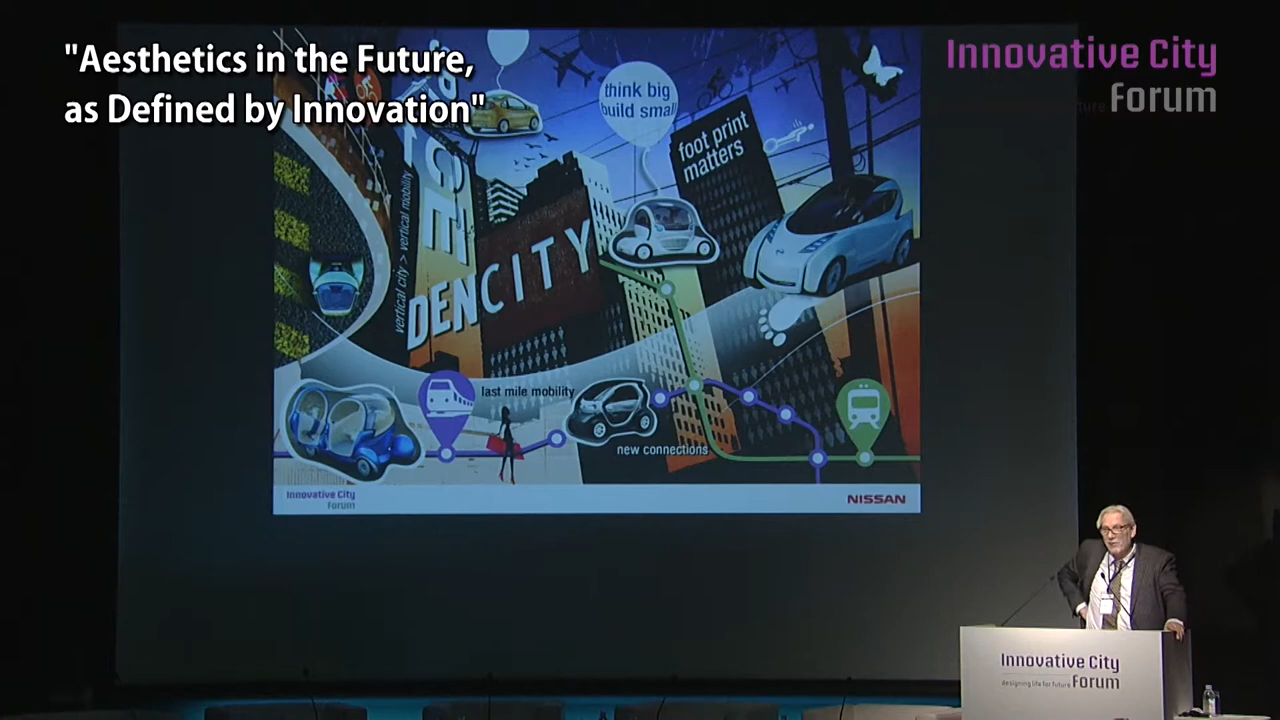 "Aesthetics in the Future,
as Defined by Innovation"
Innovative City
Forum
think big
build small
foot print
matters
vertical city > vertical mobility
DENCITY
last mile mobility
new connections
Innovative City
Forum
NISSAN
Innovative City
designing life for future Forum